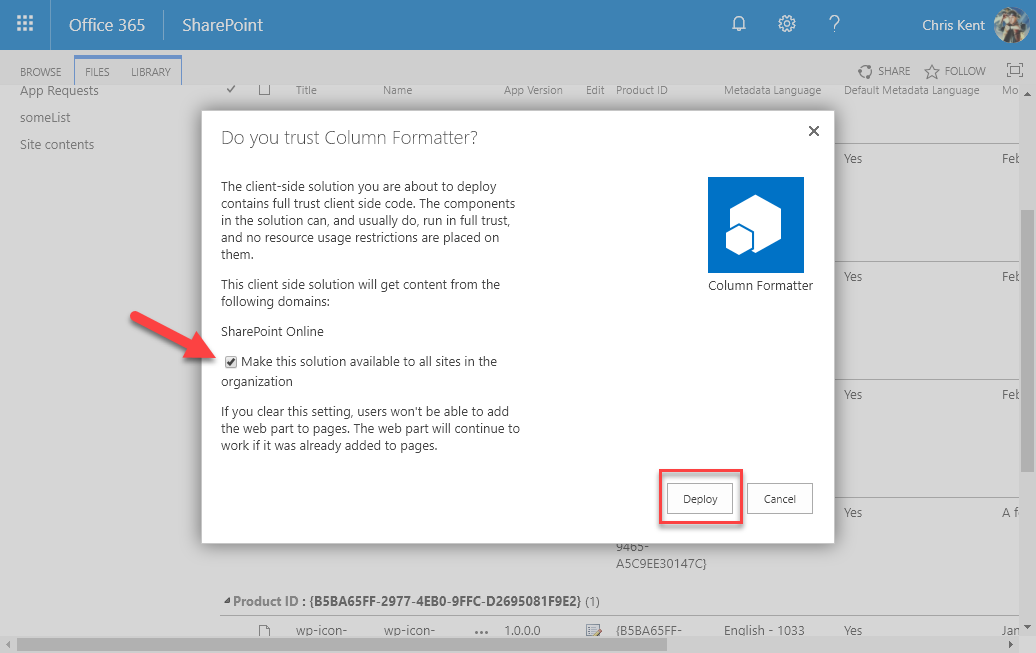 Office 365 SharePoint Chris Kent
BROWSE FILES LIBRARY SHARE FOLLOW
App Requests
Title Name App Version Edit Product ID Metadata Language Default Metadata Language Mo
someList
Site contents
Do you trust Column Formatter?
The client-side solution you are about to deploy
contains full trust client side code. The components
in the solution can, and usually do, run in full trust,
and no resource usage restrictions are placed on
them.
This client side solution will get content from the
following domains:
SharePoint Online
Make this solution available to all sites in the
organization
If you clear this setting, users won't be able to add
the web part to pages. The web part will continue to
work if it was already added to pages.
Column Formatter
Deploy Cancel
Yes Feb
Yes Feb
Yes Feb
Yes A f
9465-
A5C9EE30147C}
Product ID : {B5BA65FF-2977-4EB0-9FFC-D2695081F9E2} (1)
wp-icon- wp-icon- ... 1.0.0.0 {B5BA65FF- English - 1033 Yes Jan